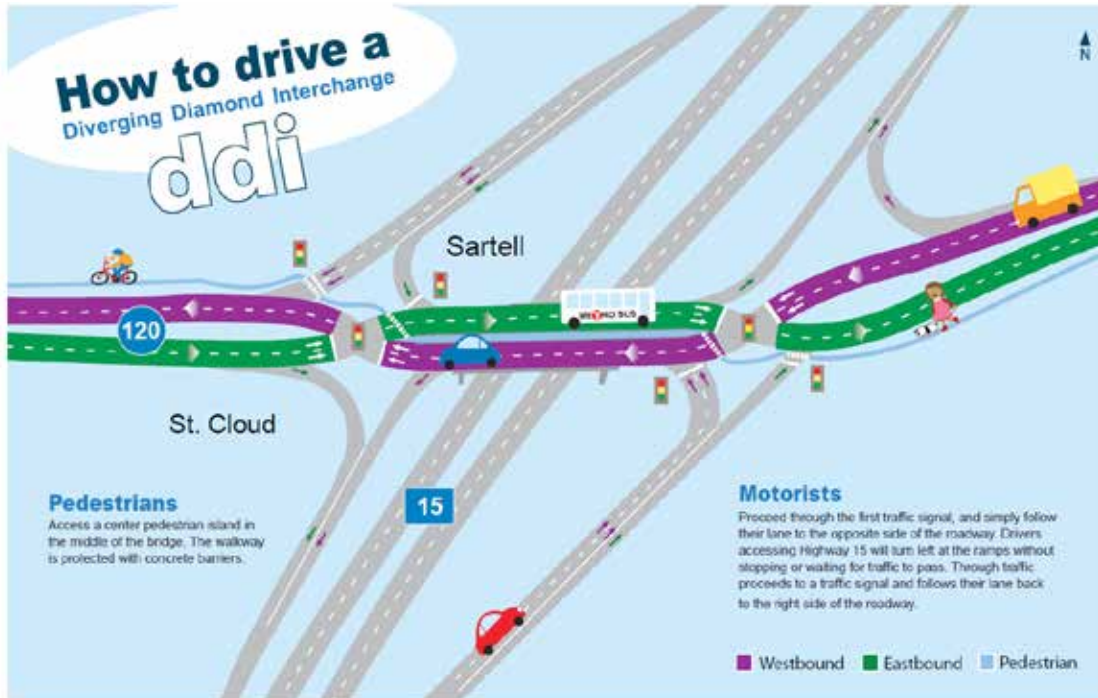 How to drive a
Diverging Diamond Interchange
ddi
N
Sartell
120
BUS
St. Cloud
15
Pedestrians
Access a center pedestrian island in
the middle of the bridge. The walkway
is protected with concrete barriers.
Motorists
Proceed through the first traffic signal, and simply follow
their lane to the opposite side of the roadway. Drivers
accessing Highway 15 will turn left at the ramps without
stopping or waiting for traffic to pass. Through traffic
proceeds to a traffic signal and follows their lane back
to the right side of the roadway.
Westbound
Eastbound
Pedestrian